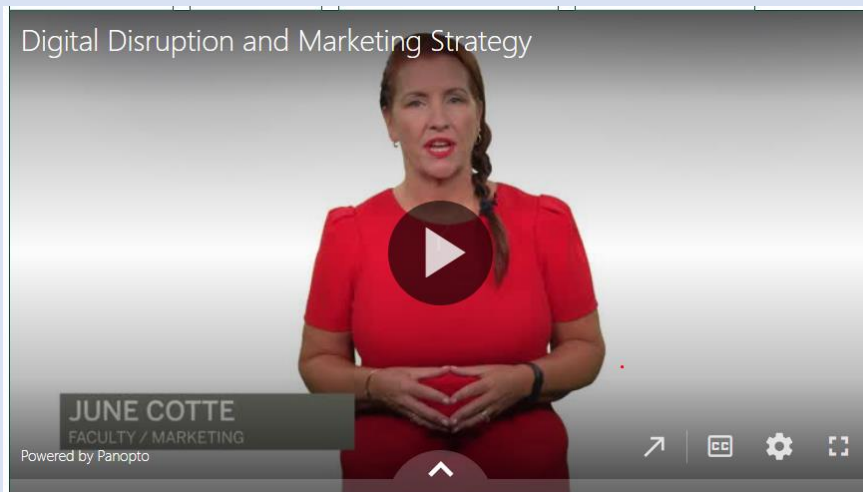 Digital Disruption and Marketing Strategy
JUNE COTTE
FACULTY / MARKETING
Powered by Panopto
CC